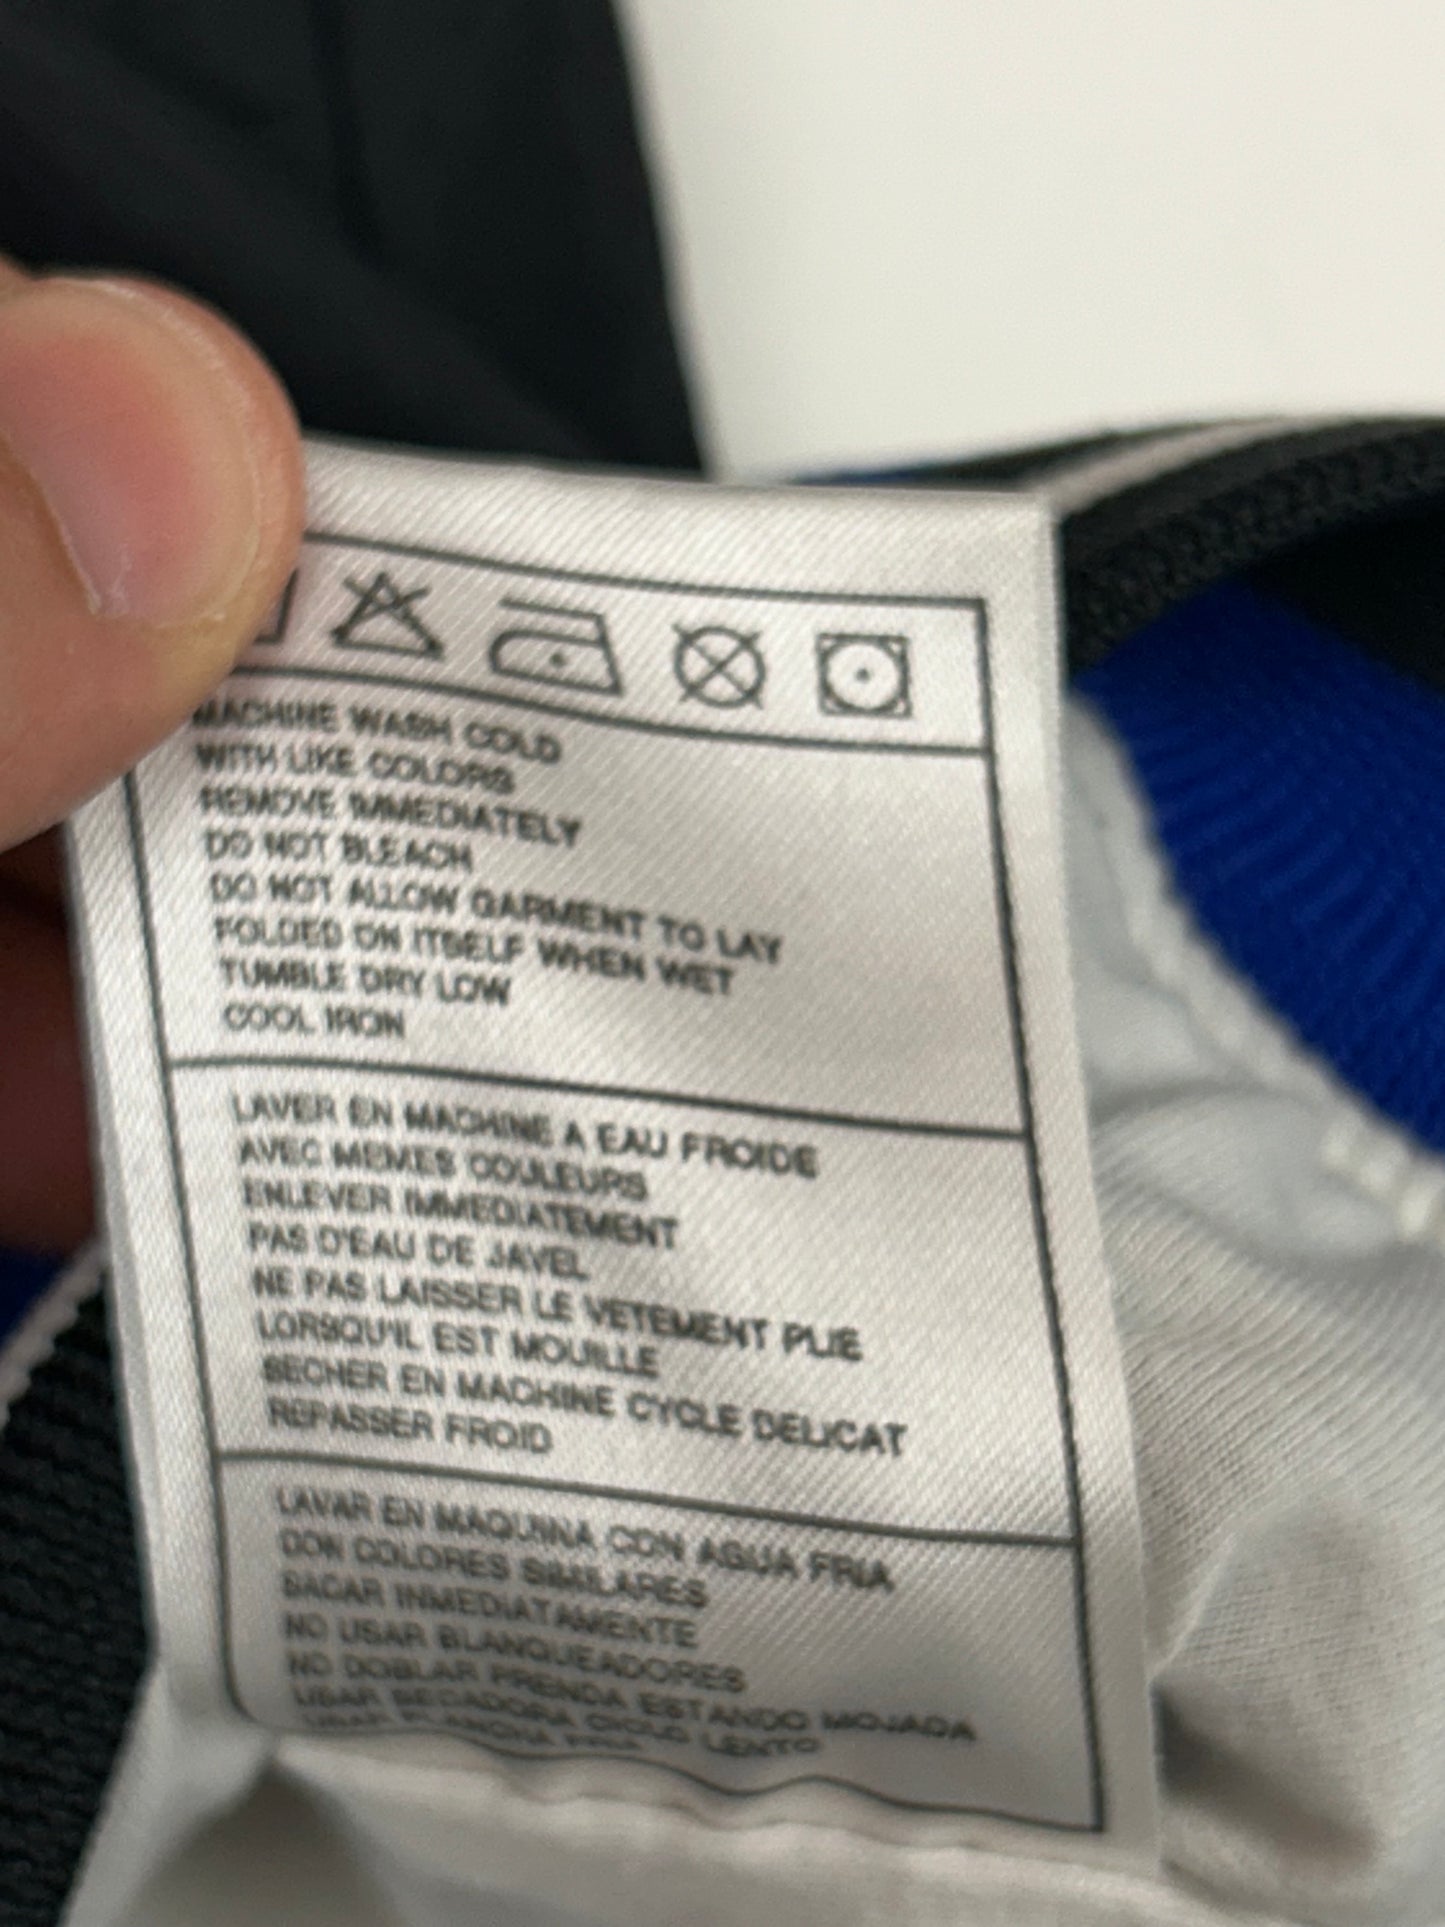 MACHINE WASH COLD
WITH LIKE COLORS
REMOVE IMMEDIATELY
DO NOT BLEACH
DO NOT ALLOW GARMENT TO LAY
FOLDED ON ITSELF WHEN WET
TUMBLE DRY LOW
COOL IRON
LAVER EN MACHINE A EAU FROIDE
AVEC MEMES COULEURS
ENLEVER IMMEDIATEMENT
PAS D'EAU DE JAVEL
NE PAS LAISSER LE VETEMENT PLIE
LORSQU'IL EST MOUILLE
SECHER EN MACHINE CYCLE DELICAT
REPASSER FROID
LAVAR EN MAQUINNA CON AGUA FRIA
CON COLORES SIMILARES
SACAR INMEDIATAMENTE
NO USAR BLANQUEADORES
NO DOBLAR PRENDA ESTANDO MOJADA
USAR SECADORA CICLO LENTO
USAR PLANCHA FRIA